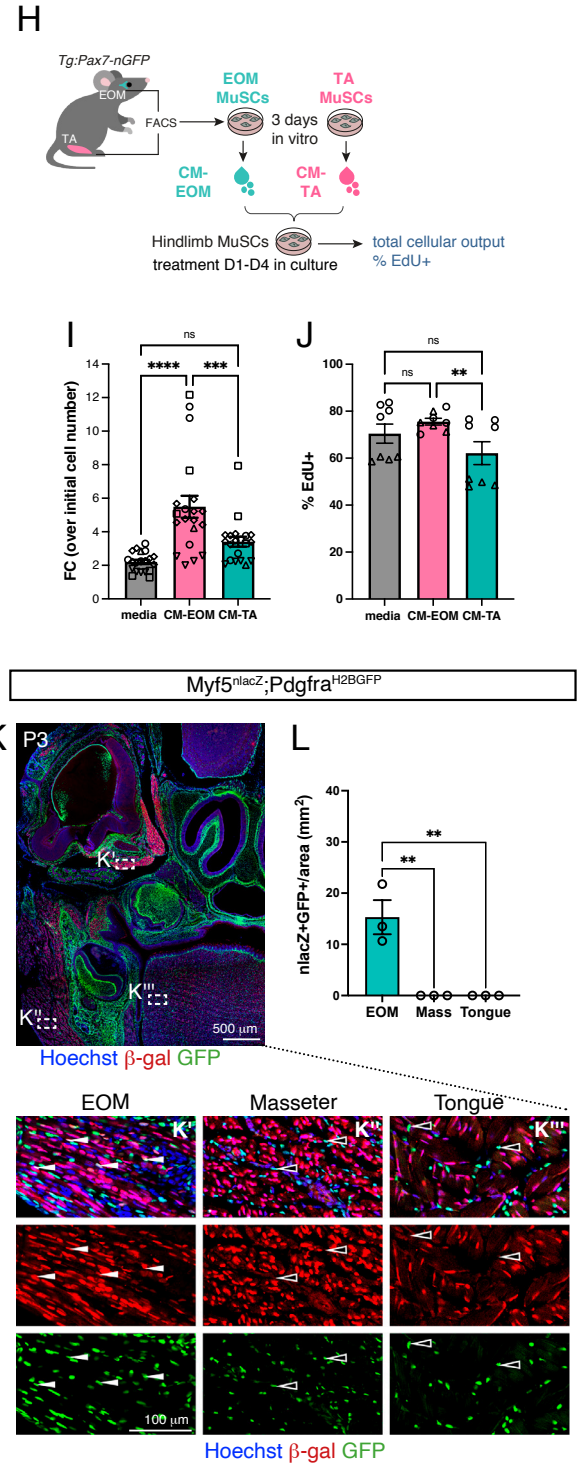 H
Tg:Pax7-nGFP
EOM
TA
FACS
EOM
MuSCs
3 days
in vitro
TA
MuSCs
CM-
EOM
CM-
TA
Hindlimb MuSCs
treatment D1-D4 in culture
total cellular output
% EdU+
I
ns
**** ***
FC (over initial cell number)
14
12
10
8
6
4
2
0
media CM-EOM CM-TA
J
ns
ns **
% EdU+
100
80
60
40
20
0
media CM-EOM CM-TA
Myf5nlacZ;PdgfraH2BGFP
K
P3
K'
K''
K'''
500 μm
Hoechst β-gal GFP
L
nlacZ+GFP+/area (mm2)
40
30
20
10
0
**
**
EOM Mass Tongue
EOM Masseter Tongue
K' K'' K'''
100 μm
Hoechst β-gal GFP